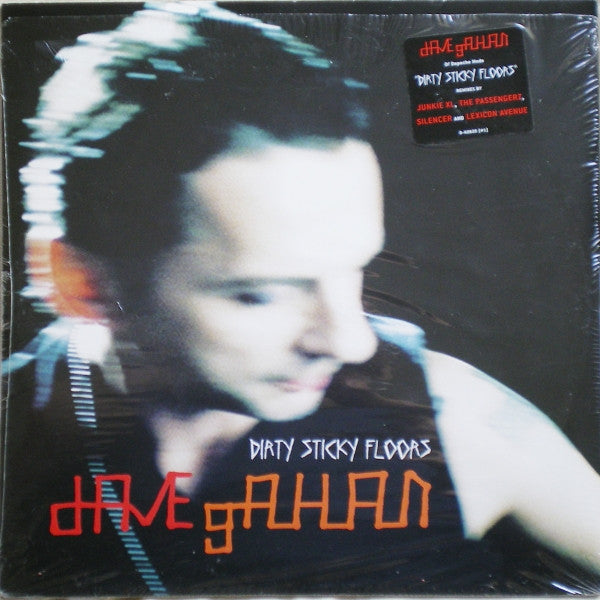 dAVE gAHAN
Of Depeche Mode
"DIRTY STICKY FLOORS"
REMIXES BY
JUNKIE XL, THE PASSENGERZ,
SILENCER AND LEXICON AVENUE
DIRTY STICKY FLOORS
dAVE gAHAN